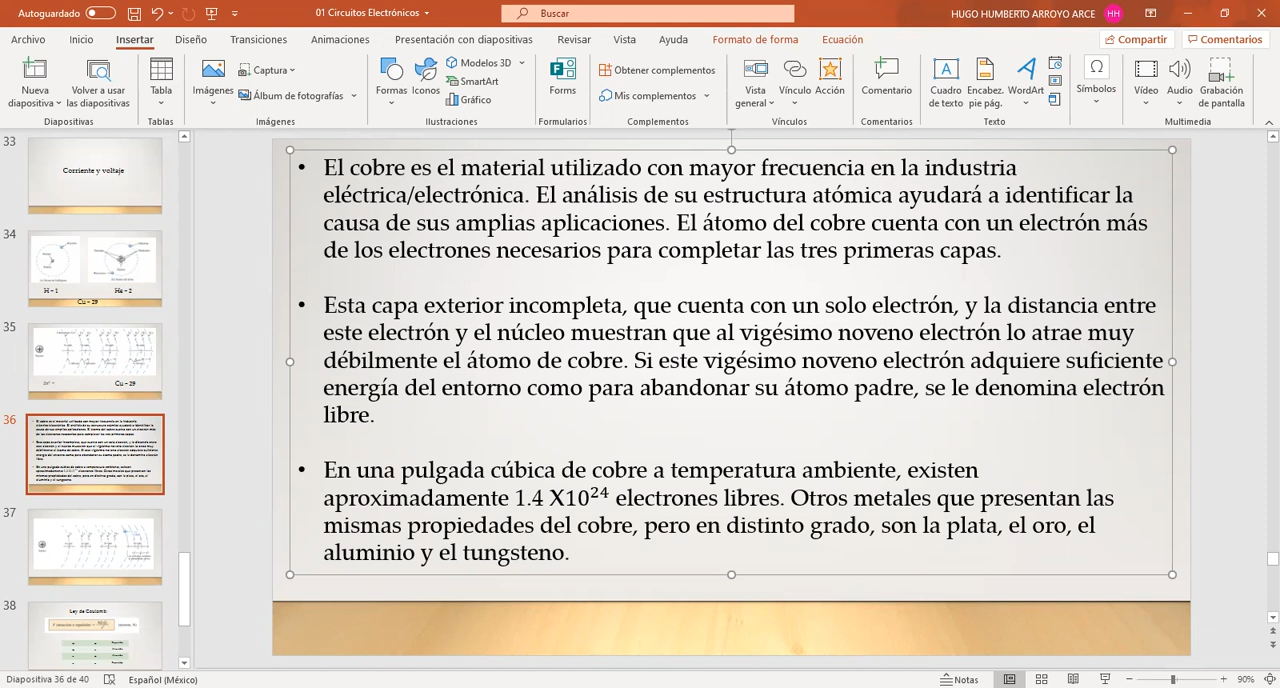 Autoguardado
01 Circuitos Electrónicos
Buscar
HUGO HUMBERTO ARROYO ARCE HH
Archivo Inicio Insertar Diseño Transiciones Animaciones Presentación con diapositivas Revisar Vista Ayuda Formato de forma Ecuación Compartir Comentarios
Nueva diapositiva
Volver a usar las diapositivas
Tabla
Imágenes
Captura
Álbum de fotografías
Formas
Iconos
Modelos 3D
SmartArt
Gráfico
Forms
Obtener complementos
Mis complementos
Vista general
Vínculo
Acción
Comentario
Cuadro de texto
Encabez. pie pág.
WordArt
Símbolos
Vídeo
Audio
Grabación de pantalla
Diapositivas Tablas Imágenes Ilustraciones Formularios Complementos Vínculos Comentarios Texto Multimedia
33
Corriente y voltaje
34
H - 1
He - 2
Cu - 29
35
Cu - 29
36
37
38
Ley de Coulomb:
• El cobre es el material utilizado con mayor frecuencia en la industria
eléctrica/electrónica. El análisis de su estructura atómica ayudará a identificar la
causa de sus amplias aplicaciones. El átomo del cobre cuenta con un electrón más
de los electrones necesarios para completar las tres primeras capas.
• Esta capa exterior incompleta, que cuenta con un solo electrón, y la distancia entre
este electrón y el núcleo muestran que al vigésimo noveno electrón lo atrae muy
débilmente el átomo de cobre. Si este vigésimo noveno electrón adquiere suficiente
energía del entorno como para abandonar su átomo padre, se le denomina electrón
libre.
• En una pulgada cúbica de cobre a temperatura ambiente, existen
aproximadamente 1.4 X10²⁴ electrones libres. Otros metales que presentan las
mismas propiedades del cobre, pero en distinto grado, son la plata, el oro, el
aluminio y el tungsteno.
Diapositiva 36 de 40
Español (México)
Notas
90%